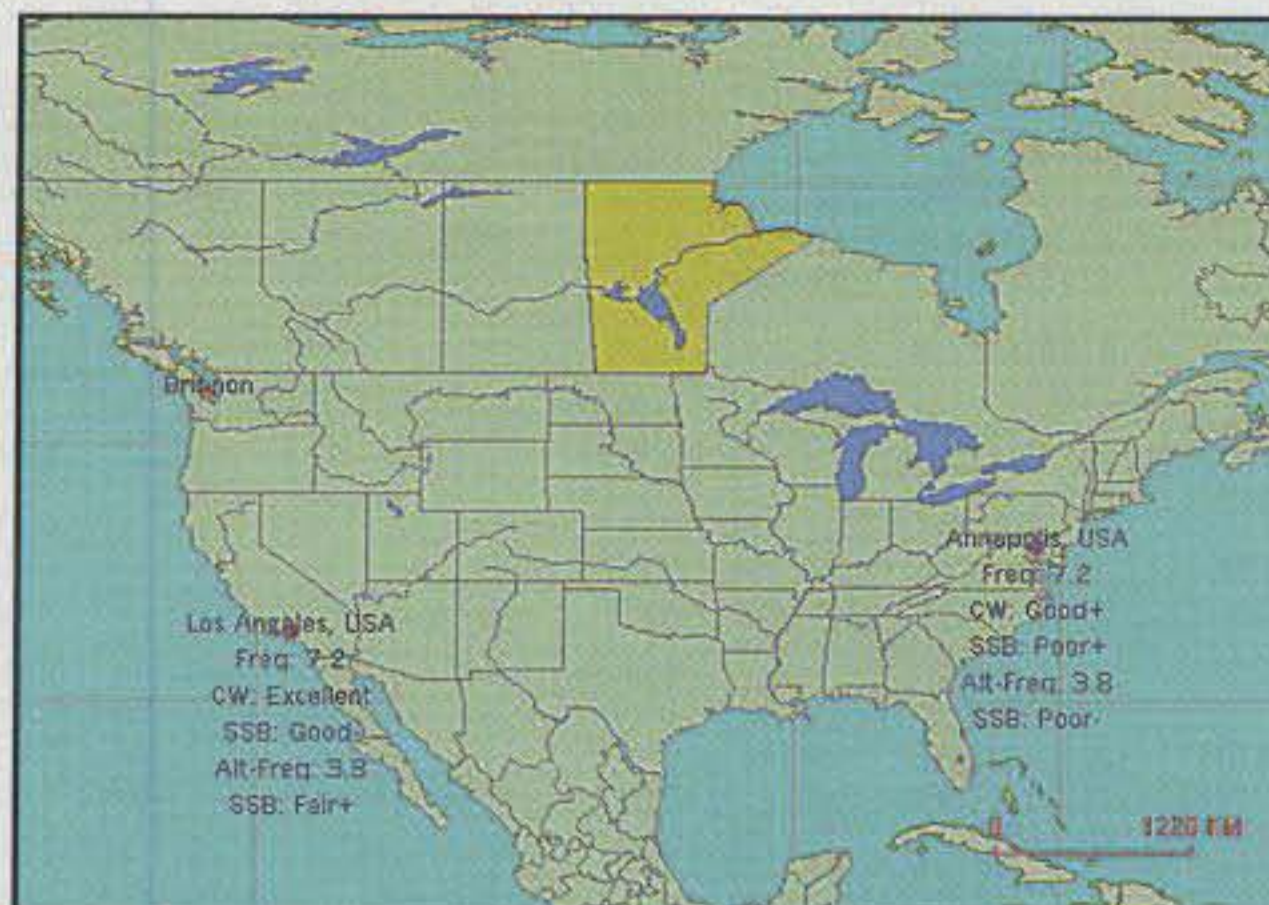 Brinnon
Los Angeles, USA
Freq: 7.2
CW: Excellent
SSB: Good-
Alt-Freq: 3.8
SSB: Fair+
Annapolis, USA
Freq: 7.2
CW: Good+
SSB: Poor+
Alt-Freq: 3.8
SSB: Poor-
0 1220 KM